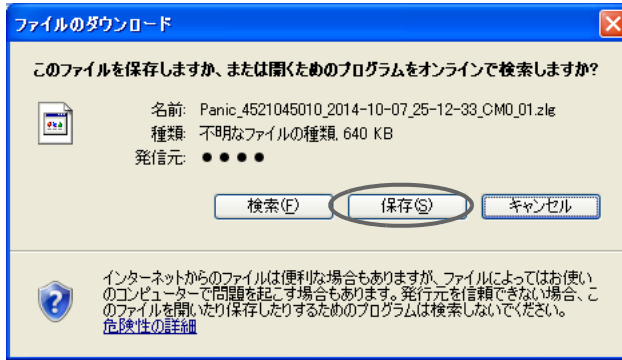 ファイルのダウンロード
このファイルを保存しますか、または開くためのプログラムをオンラインで検索しますか?
名前: Panic_4521045010_2014-10-07_25-12-33_CM0_01.zlg
種類: 不明なファイルの種類, 640 KB
発信元: ●●●●
検索(F) 保存(S) キャンセル
インターネットからのファイルは便利な場合もありますが、ファイルによってはお使い
のコンピューターで問題を起こす場合もあります。発行元を信頼できない場合、こ
のファイルを開いたり保存したりするためのプログラムは検索しないでください。
危険性の詳細